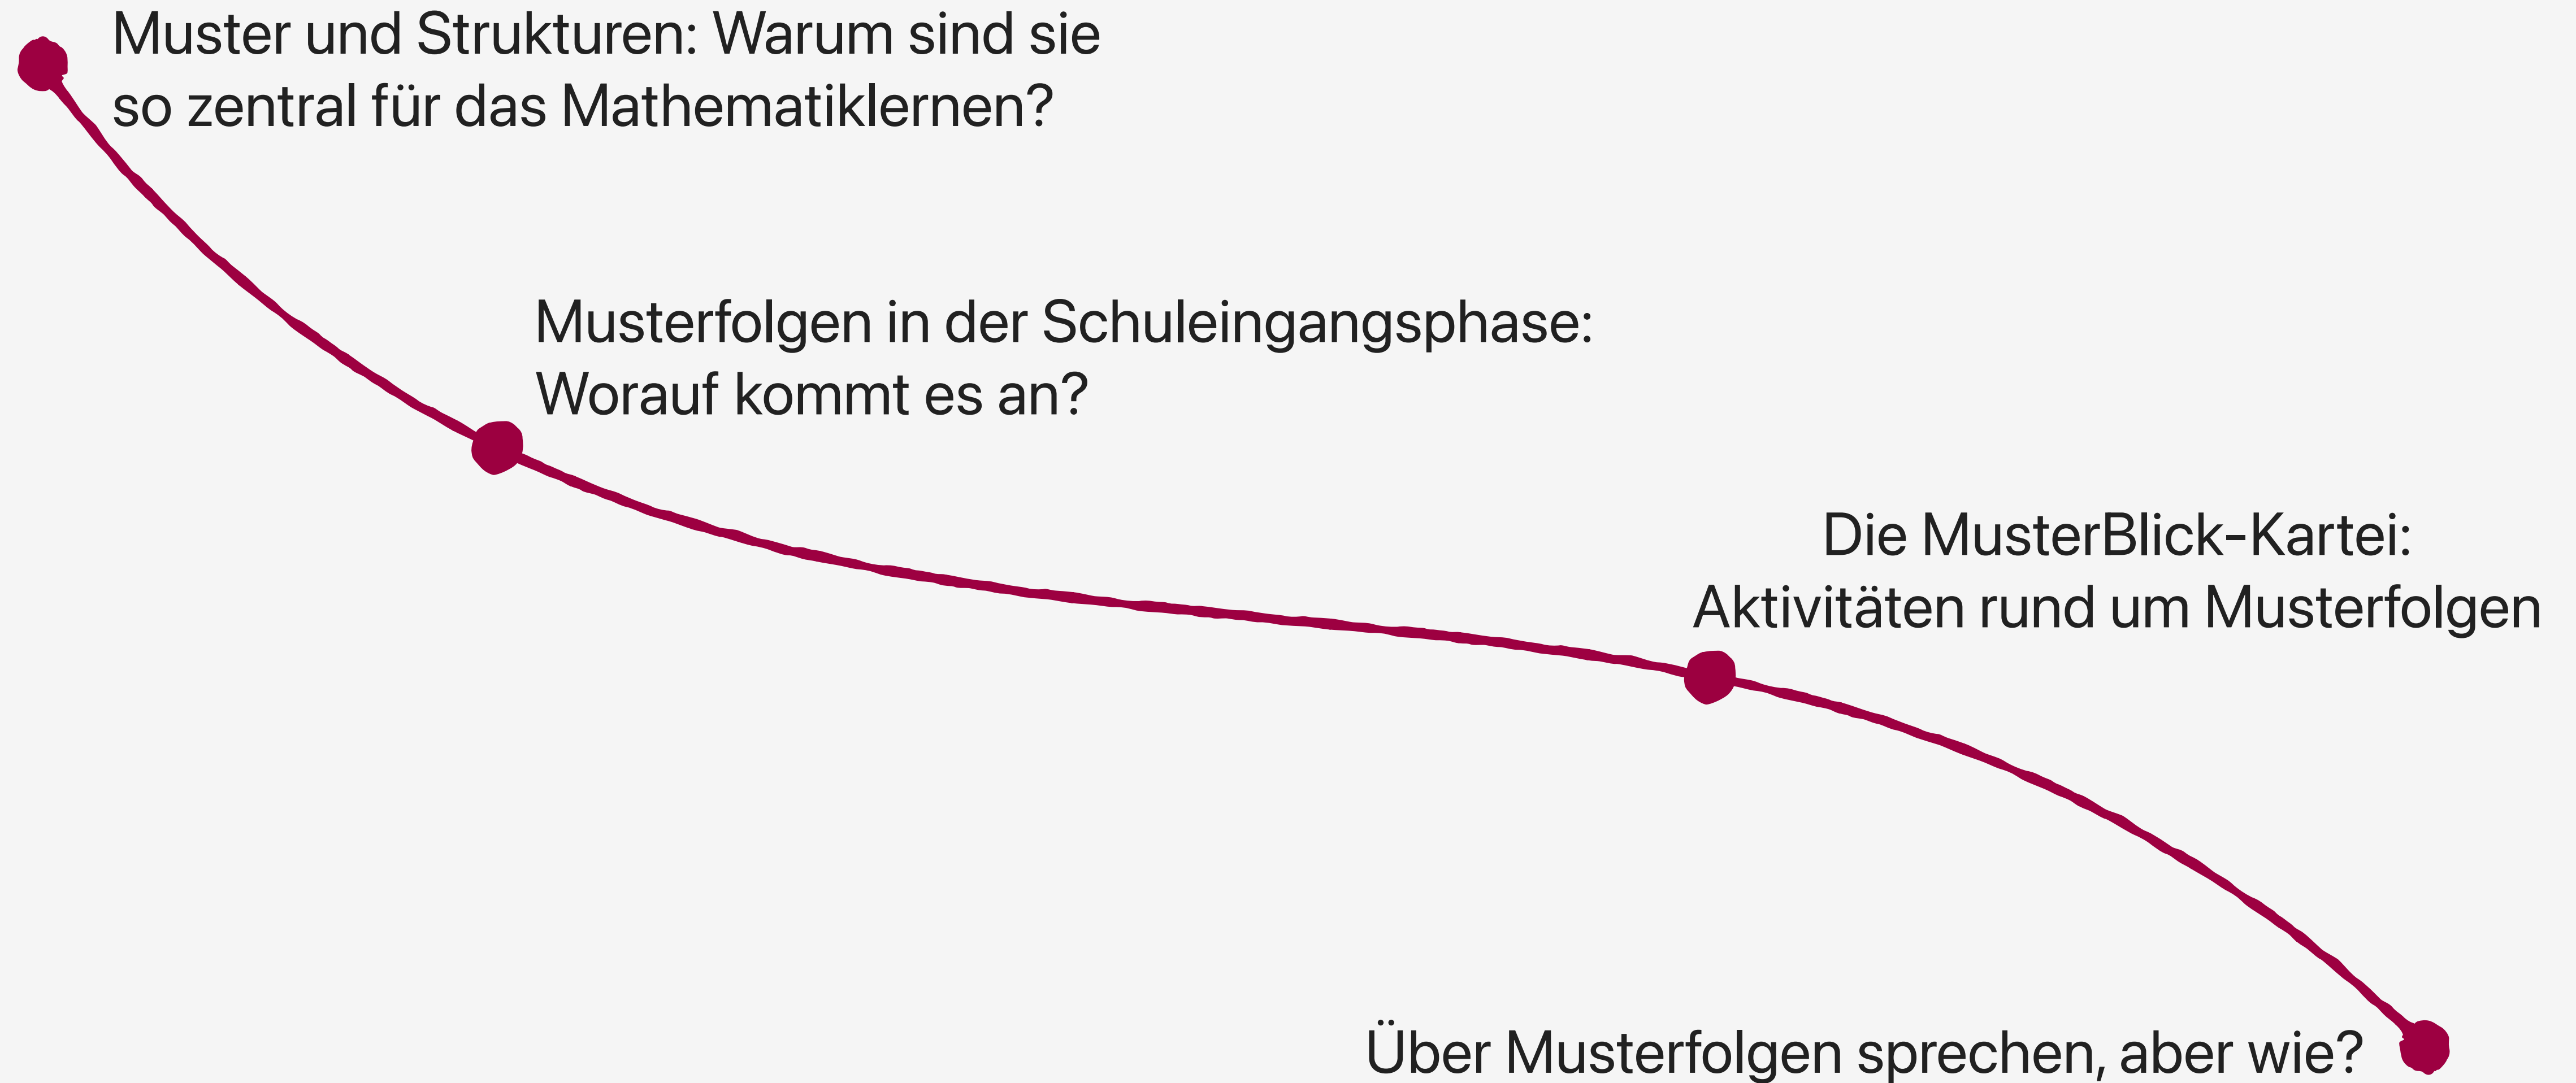 Muster und Strukturen: Warum sind sie
so zentral für das Mathematiklernen?
Musterfolgen in der Schuleingangsphase:
Worauf kommt es an?
Die MusterBlick-Kartei:
Aktivitäten rund um Musterfolgen
Über Musterfolgen sprechen, aber wie?